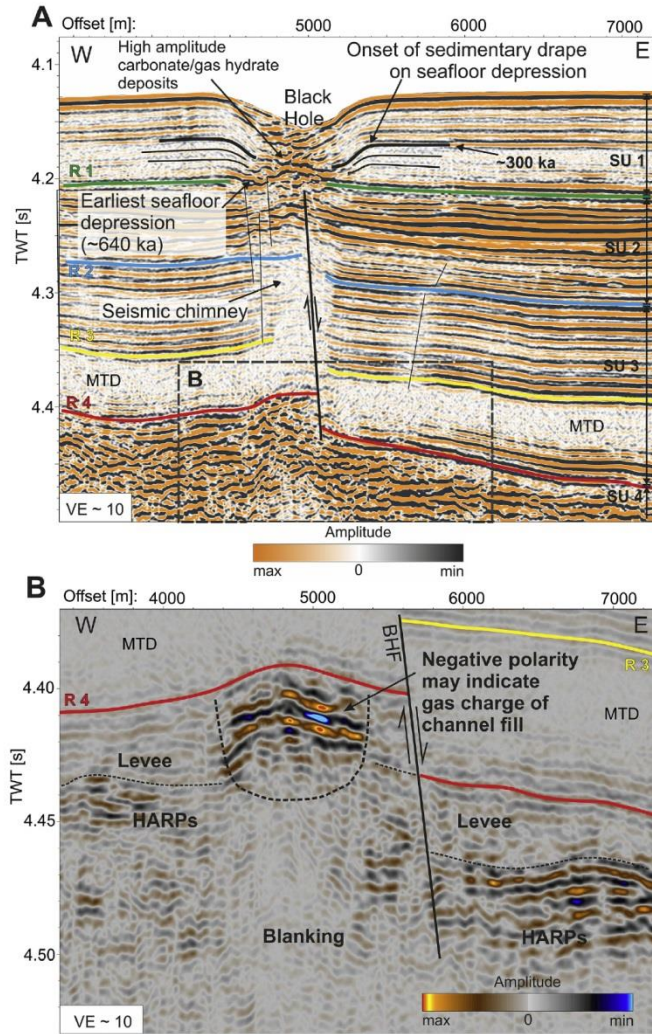 A
Offset [m]: 5000 6000 7000
W
E
High amplitude
carbonate/gas hydrate
deposits
Onset of sedimentary drape
on seafloor depression
Black
Hole
4.1
~300 ka
SU 1
R 1
4.2
Earliest seafloor
depression
(~640 ka)
SU 2
R 2
TWT [s]
4.3
Seismic chimney
R 3
SU 3
B
MTD
4.4
R 4
MTD
SU 4
VE ~ 10
Amplitude
max 0 min
B
Offset [m]: 4000 5000 6000 7000
W
E
MTD
BHF
R 3
4.40
R 4
Negative polarity
may indicate
gas charge of
channel fill
MTD
TWT [s]
Levee
Levee
4.45
HARPs
HARPs
Blanking
4.50
Amplitude
max 0 min
VE ~ 10